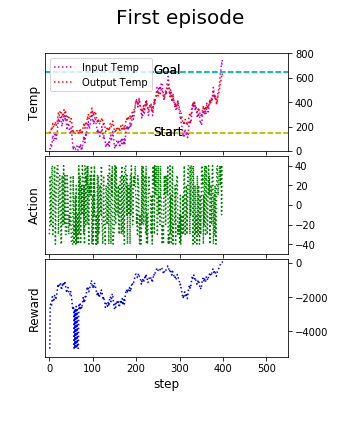 First episode
Input Temp
Output Temp
Goal
Start
Temp
800
600
400
200
0
Action
40
20
0
−20
−40
Reward
0
−2000
−4000
0 100 200 300 400 500
step